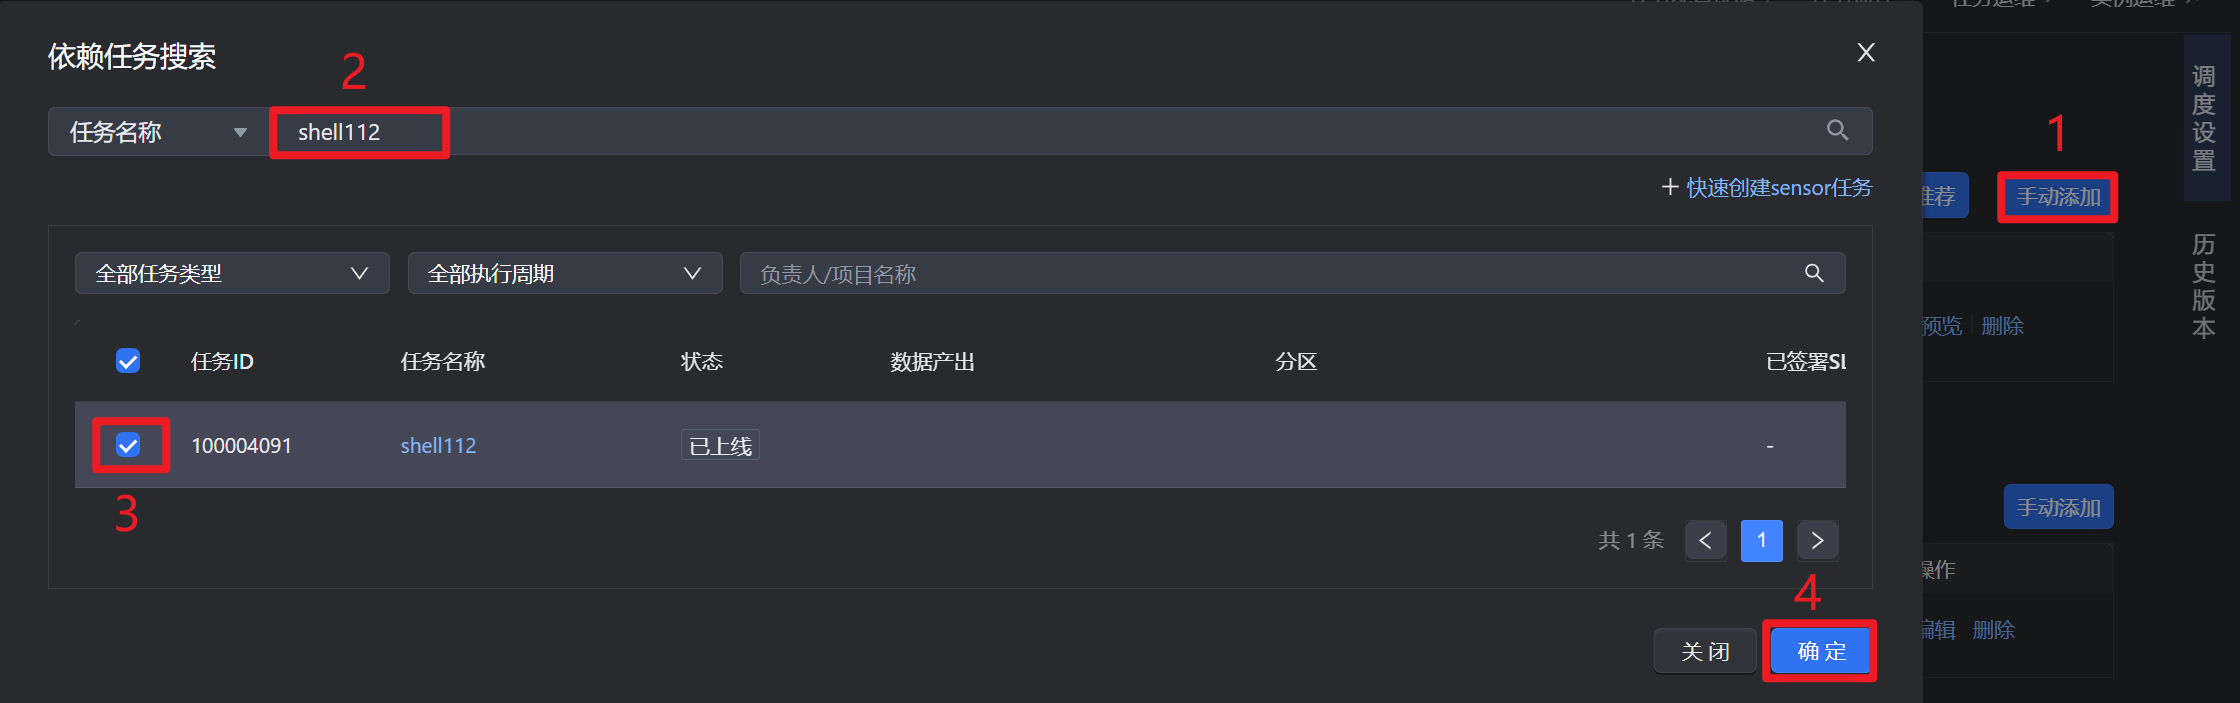 依赖任务搜索
2
X
任务名称
shell112
+ 快速创建sensor任务
1
手动添加
调度设置
历史版本
全部任务类型
全部执行周期
负责人/项目名称
任务ID
任务名称
状态
数据产出
分区
已签署SL
100004091
shell112
已上线
-
3
共 1 条
<
1
>
4
关 闭
确 定
推荐
预览
删除
手动添加
操作
编辑
删除